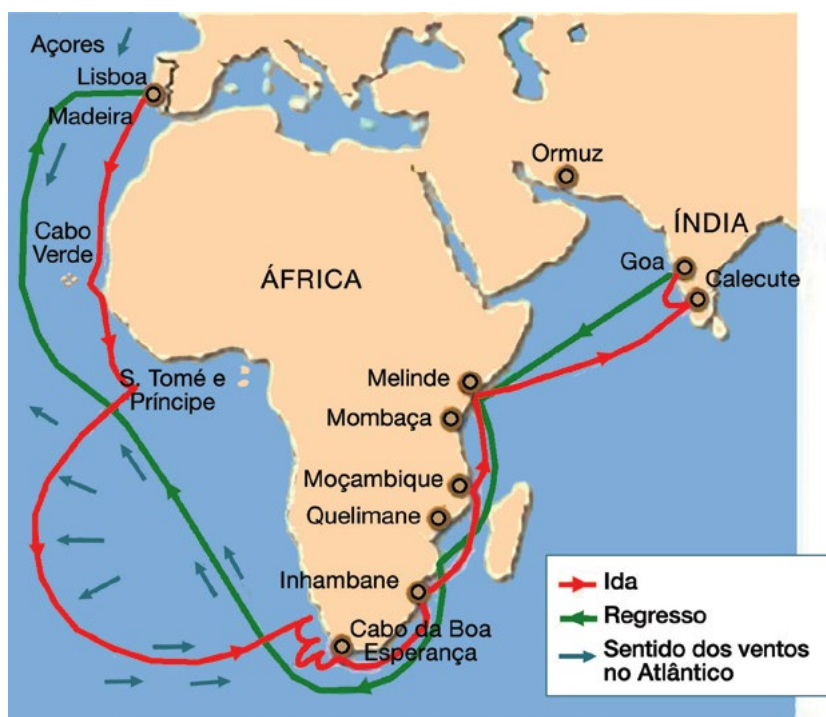 Açores
Lisboa
Madeira
Ormuz
Cabo
Verde
ÍNDIA
Goa
Calecute
ÁFRICA
S. Tomé e
Príncipe
Melinde
Mombaça
Moçambique
Quelimane
Inhambane
Cabo da Boa
Esperança
Ida
Regresso
Sentido dos ventos
no Atlântico